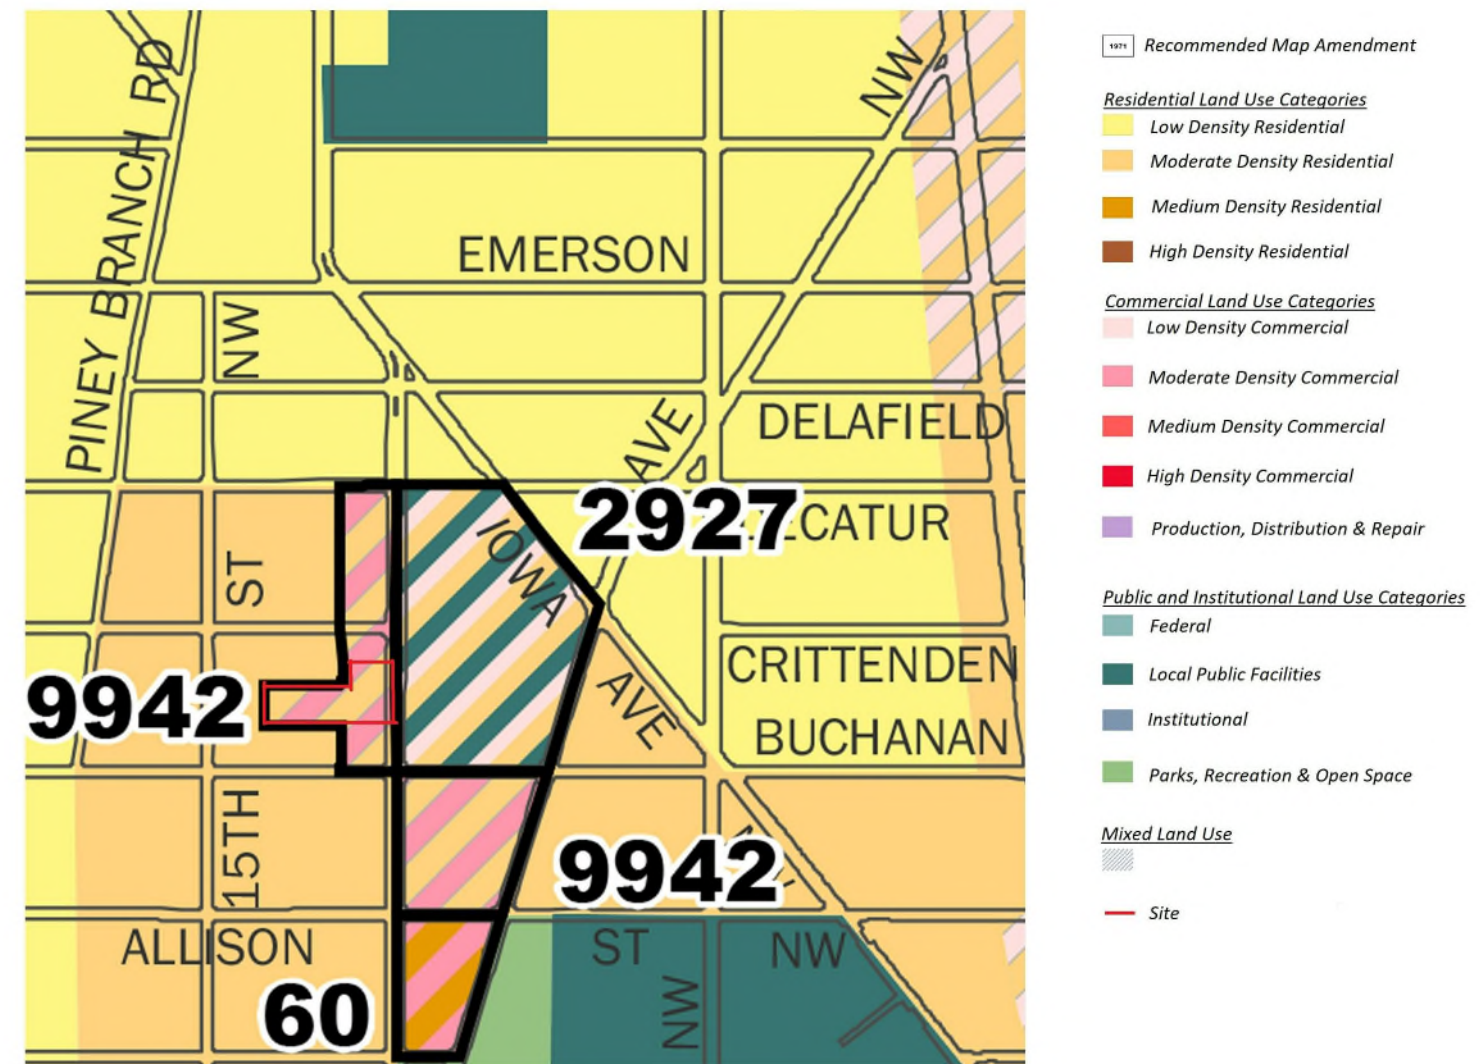 PINEY BRANCH RD
NW
EMERSON
NW
DELAFIELD
AVE
2927
CATUR
IOWA
ST
9942
CRITTENDEN
AVE
BUCHANAN
15TH
9942
ALLISON
ST
NW
60
NW
1971
Recommended Map Amendment
Residential Land Use Categories
Low Density Residential
Moderate Density Residential
Medium Density Residential
High Density Residential
Commercial Land Use Categories
Low Density Commercial
Moderate Density Commercial
Medium Density Commercial
High Density Commercial
Production, Distribution & Repair
Public and Institutional Land Use Categories
Federal
Local Public Facilities
Institutional
Parks, Recreation & Open Space
Mixed Land Use
Site